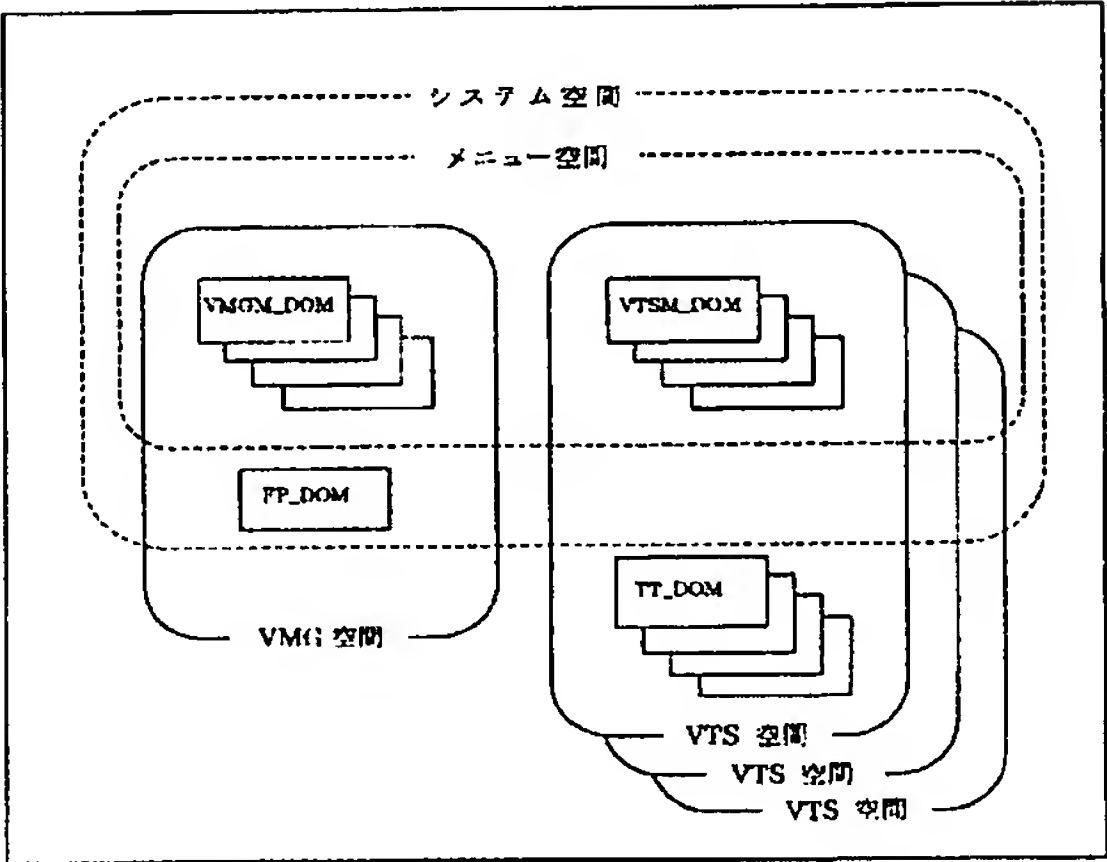 システム空間
メニュー空間
VMGM_DOM
VTSM_DOM
FP_DOM
TT_DOM
VMG 空間
VTS 空間
VTS 空間
VTS 空間